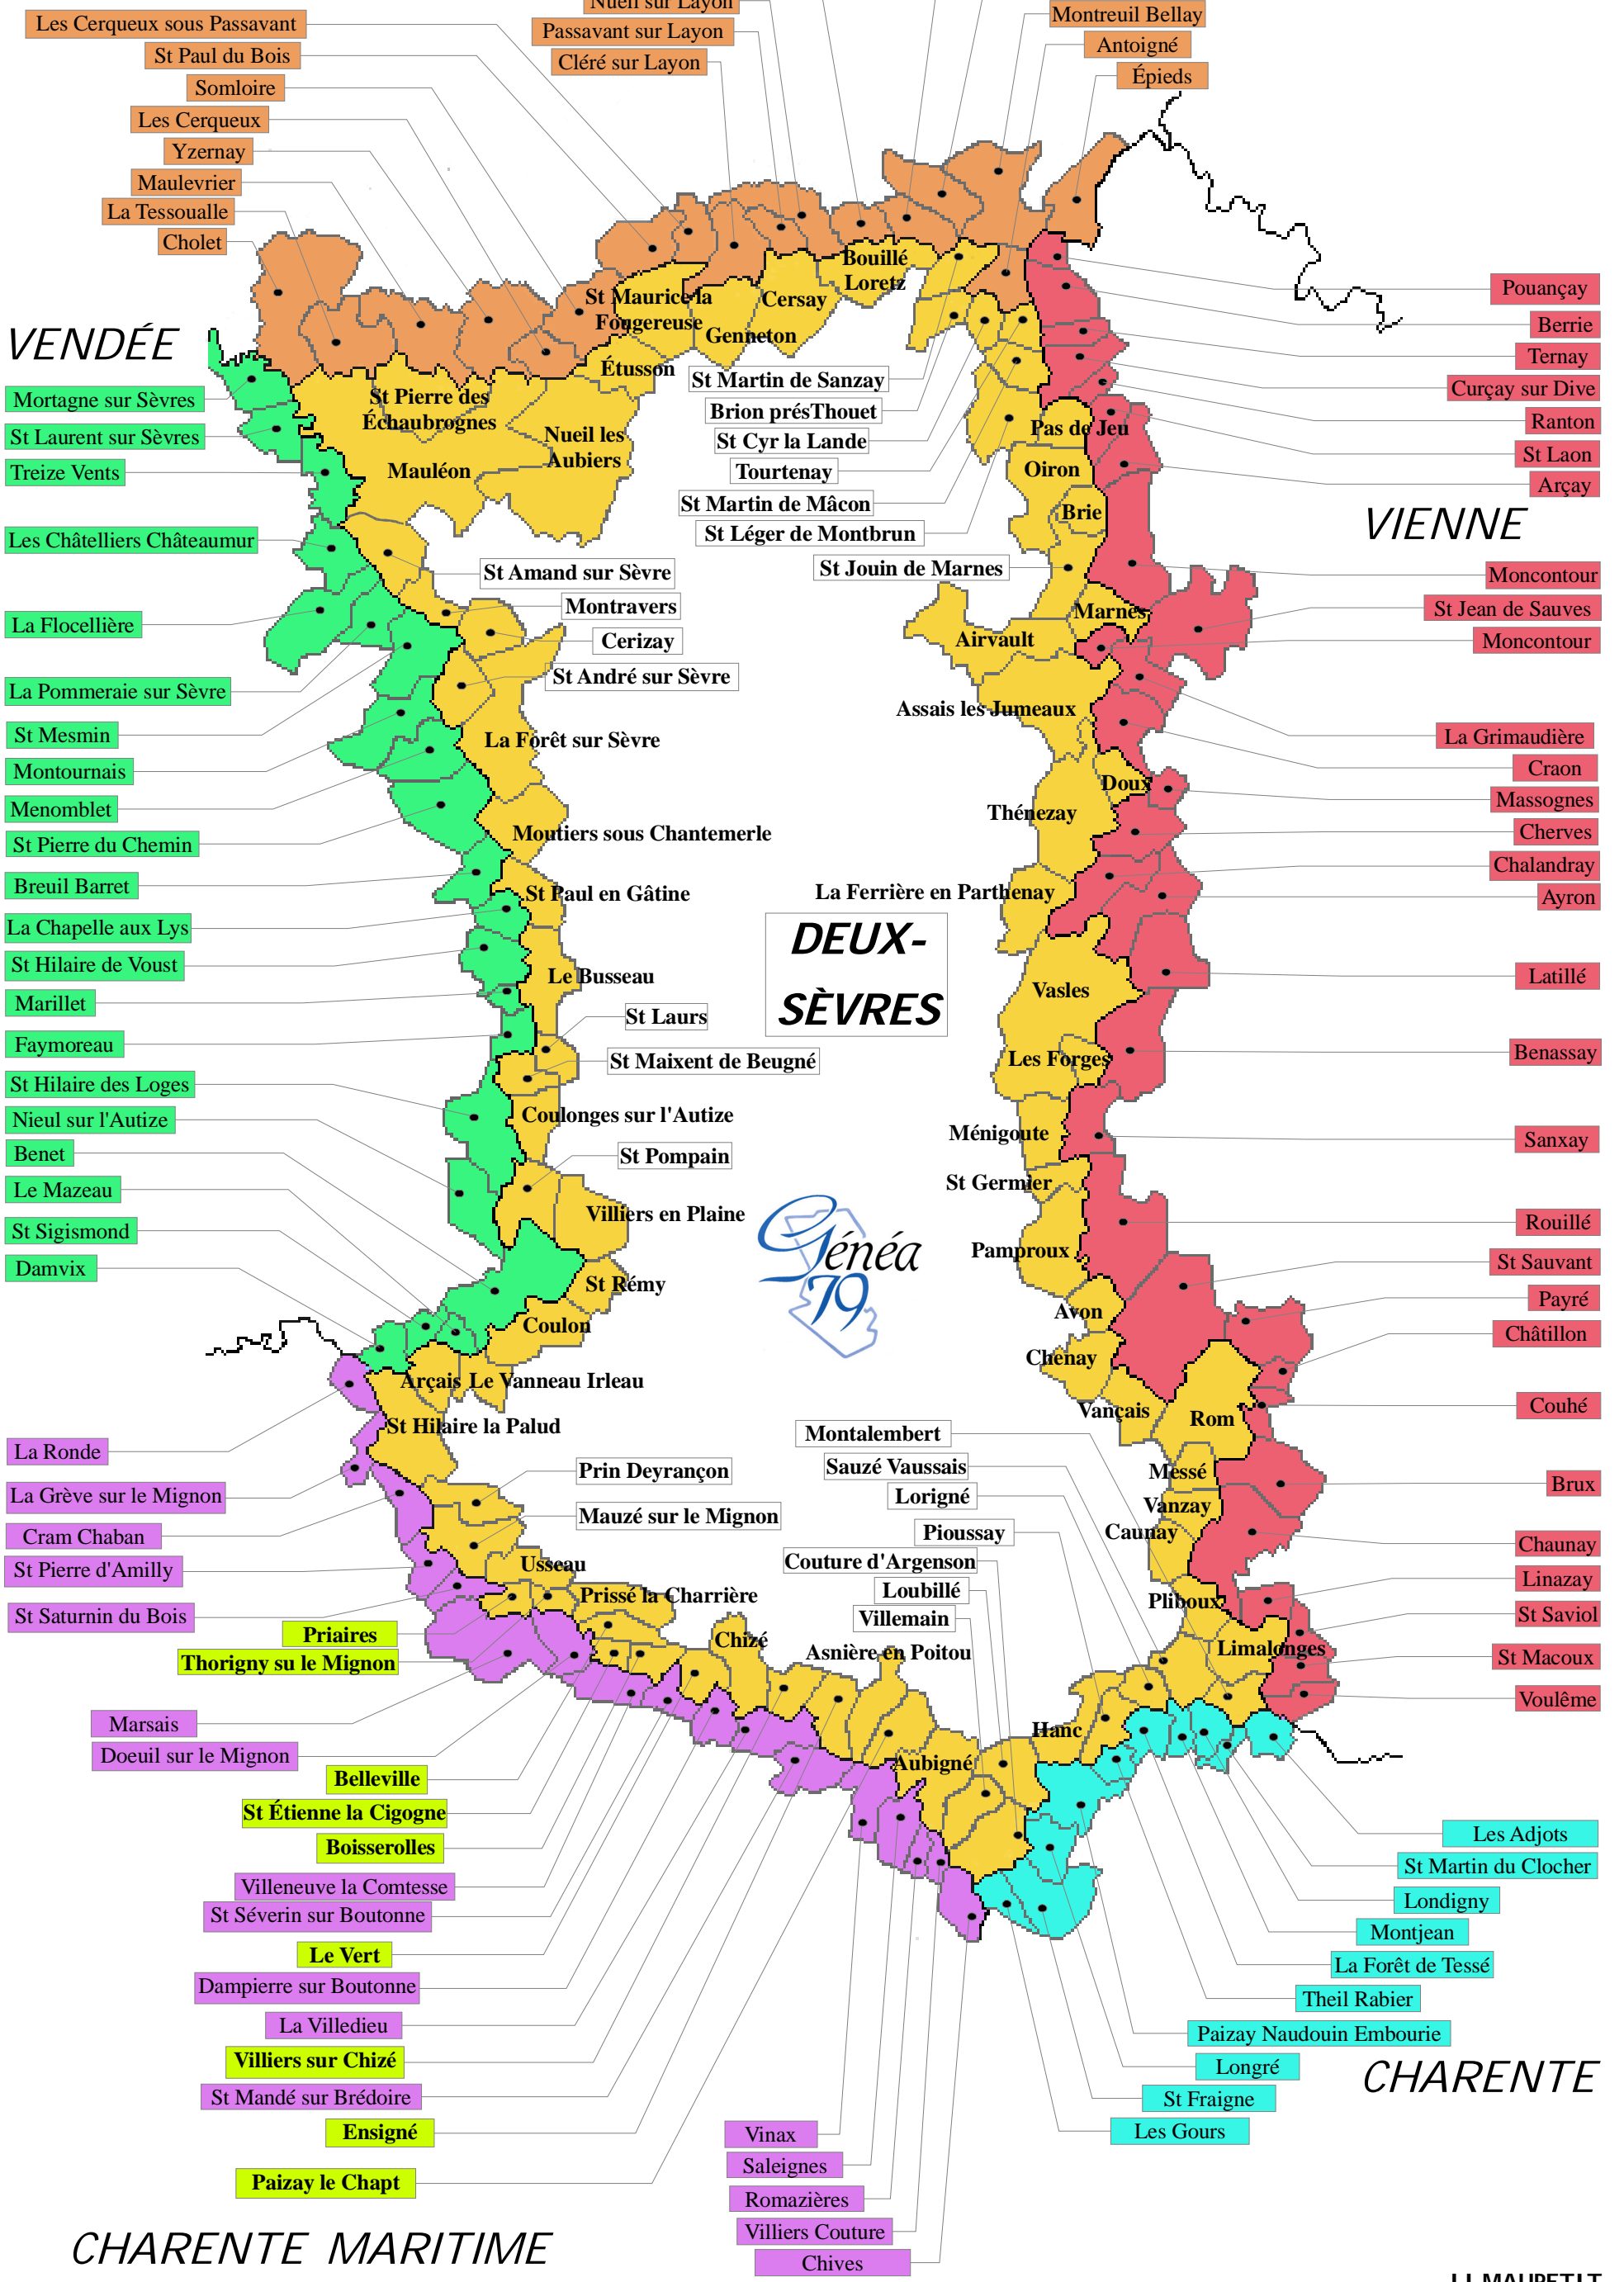 Nueil sur Layon
Passavant sur Layon
Cléré sur Layon
Les Cerqueux sous Passavant
St Paul du Bois
Somloire
Les Cerqueux
Yzernay
Maulevrier
La Tessoualle
Cholet
Montreuil Bellay
Antoigné
Épieds
VENDÉE
Mortagne sur Sèvres
St Laurent sur Sèvres
Treize Vents
Les Châtelliers Châteaumur
La Flocellière
La Pommeraie sur Sèvre
St Mesmin
Montournais
Menomblet
St Pierre du Chemin
Breuil Barret
La Chapelle aux Lys
St Hilaire de Voust
Marillet
Faymoreau
St Hilaire des Loges
Nieul sur l'Autize
Benet
Le Mazeau
St Sigismond
Damvix
St Maurice la
Fougereuse
Genneton
Cersay
Bouillé
Loretz
Étusson
St Pierre des
Échaubrognes
Nueil les
Aubiers
Mauléon
St Martin de Sanzay
Brion présThouet
St Cyr la Lande
Tourtenay
St Martin de Mâcon
St Léger de Montbrun
St Jouin de Marnes
Pas de Jeu
Oiron
Brie
Marnes
Airvault
Assais les Jumeaux
Doux
Thénezay
La Ferrière en Parthenay
Vasles
Les Forges
Ménigoute
St Germier
Pamproux
Avon
Chenay
Vançais
Rom
Messé
Vanzay
Caunay
Pliboux
Limalonges
St Amand sur Sèvre
Montravers
Cerizay
St André sur Sèvre
La Forêt sur Sèvre
Moutiers sous Chantemerle
St Paul en Gâtine
Le Busseau
St Laurs
St Maixent de Beugné
Coulonges sur l'Autize
St Pompain
Villiers en Plaine
St Rémy
Coulon
Arçais
Le Vanneau Irleau
St Hilaire la Palud
DEUX-
SÈVRES
Généa
79
Pouançay
Berrie
Ternay
Curçay sur Dive
Ranton
St Laon
Arçay
VIENNE
Moncontour
St Jean de Sauves
Moncontour
La Grimaudière
Craon
Massognes
Cherves
Chalandray
Ayron
Latillé
Benassay
Sanxay
Rouillé
St Sauvant
Payré
Châtillon
Couhé
Brux
Chaunay
Linazay
St Saviol
St Macoux
Voulême
Montalembert
Sauzé Vaussais
Lorigné
Pioussay
Couture d'Argenson
Loubillé
Villemain
Prin Deyrançon
Mauzé sur le Mignon
Usseau
Prissé la Charrière
Chizé
Asnière en Poitou
Aubigné
Hanc
La Ronde
La Grève sur le Mignon
Cram Chaban
St Pierre d'Amilly
St Saturnin du Bois
Priaires
Thorigny su le Mignon
Marsais
Doeuil sur le Mignon
Belleville
St Étienne la Cigogne
Boisserolles
Villeneuve la Comtesse
St Séverin sur Boutonne
Le Vert
Dampierre sur Boutonne
La Villedieu
Villiers sur Chizé
St Mandé sur Brédoire
Ensigné
Paizay le Chapt
Vinax
Saleignes
Romazières
Villiers Couture
Chives
Les Adjots
St Martin du Clocher
Londigny
Montjean
La Forêt de Tessé
Theil Rabier
Paizay Naudouin Embourie
Longré
St Fraigne
Les Gours
CHARENTE
CHARENTE MARITIME